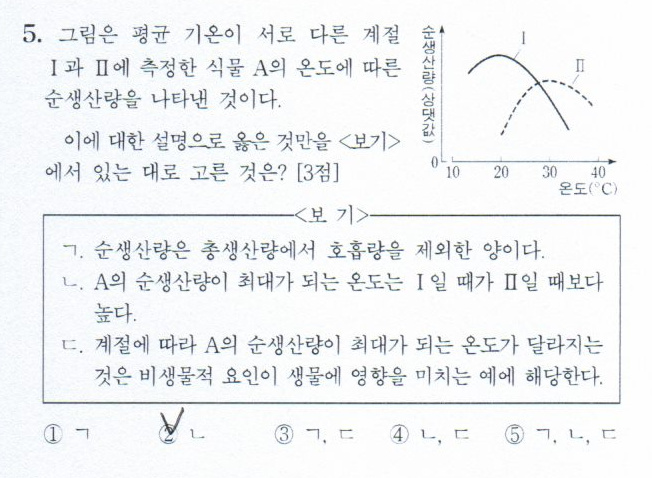 5. 그림은 평균 기온이 서로 다른 계절
Ⅰ과 Ⅱ에 측정한 식물 A의 온도에 따른
순생산량을 나타낸 것이다.
이에 대한 설명으로 옳은 것만을 <보기>
에서 있는 대로 고른 것은? [3점]
순생산량(상댓값)
Ⅰ
Ⅱ
0
10 20 30 40
온도(℃)
<보 기>
ㄱ. 순생산량은 총생산량에서 호흡량을 제외한 양이다.
ㄴ. A의 순생산량이 최대가 되는 온도는 Ⅰ일 때가 Ⅱ일 때보다
높다.
ㄷ. 계절에 따라 A의 순생산량이 최대가 되는 온도가 달라지는
것은 비생물적 요인이 생물에 영향을 미치는 예에 해당한다.
① ㄱ ② ㄴ ③ ㄱ, ㄷ ④ ㄴ, ㄷ ⑤ ㄱ, ㄴ, ㄷ